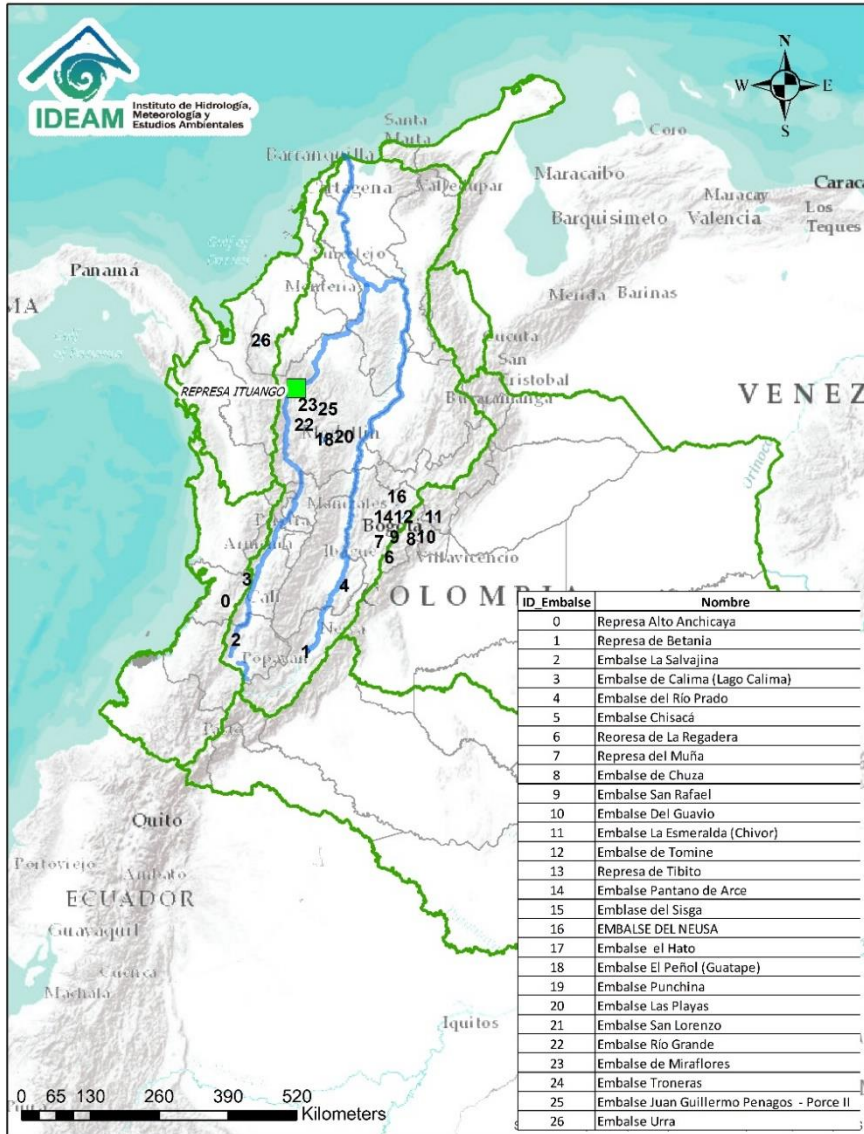 IDEAM Instituto de Hidrología,
Meteorología y
Estudios Ambientales
N
W E
S
Santa
Marta
Coro
Barranquilla
Maracaibo
Cartagena
Valledupar
Maracay
Barquisimeto
Valencia
Los
Teques
Panamá
Sincelejo
Montería
Mérida
Barinas
26
Cucuta
San
Cristobal
Bucaramanga
REPRESA ITUANGO
23
25
VENEZ
22
Medellín
18
20
Orinoco
16
Manizales
14
12
11
Bogotá
7
9
8
10
Armenia
Ibagué
6
Villavicencio
3
4
0
Cali
COLOMBIA
2
Neiva
1
Popayán
Pasto
Quito
Portoviejo
Ambato
ECUADOR
Guayaquil
Cuenca
Machala
Iquitos
ID_Embalse Nombre
0 Represa Alto Anchicaya
1 Represa de Betania
2 Embalse La Salvajina
3 Embalse de Calima (Lago Calima)
4 Embalse del Río Prado
5 Embalse Chisacá
6 Reoresa de La Regadera
7 Represa del Muña
8 Embalse de Chuza
9 Embalse San Rafael
10 Embalse Del Guavio
11 Embalse La Esmeralda (Chivor)
12 Embalse de Tomine
13 Represa de Tibito
14 Embalse Pantano de Arce
15 Emblase del Sisga
16 EMBALSE DEL NEUSA
17 Embalse el Hato
18 Embalse El Peñol (Guatape)
19 Embalse Punchina
20 Embalse Las Playas
21 Embalse San Lorenzo
22 Embalse Río Grande
23 Embalse de Miraflores
24 Embalse Troneras
25 Embalse Juan Guillermo Penagos - Porce II
26 Embalse Urra
0 65 130 260 390 520
Kilometers